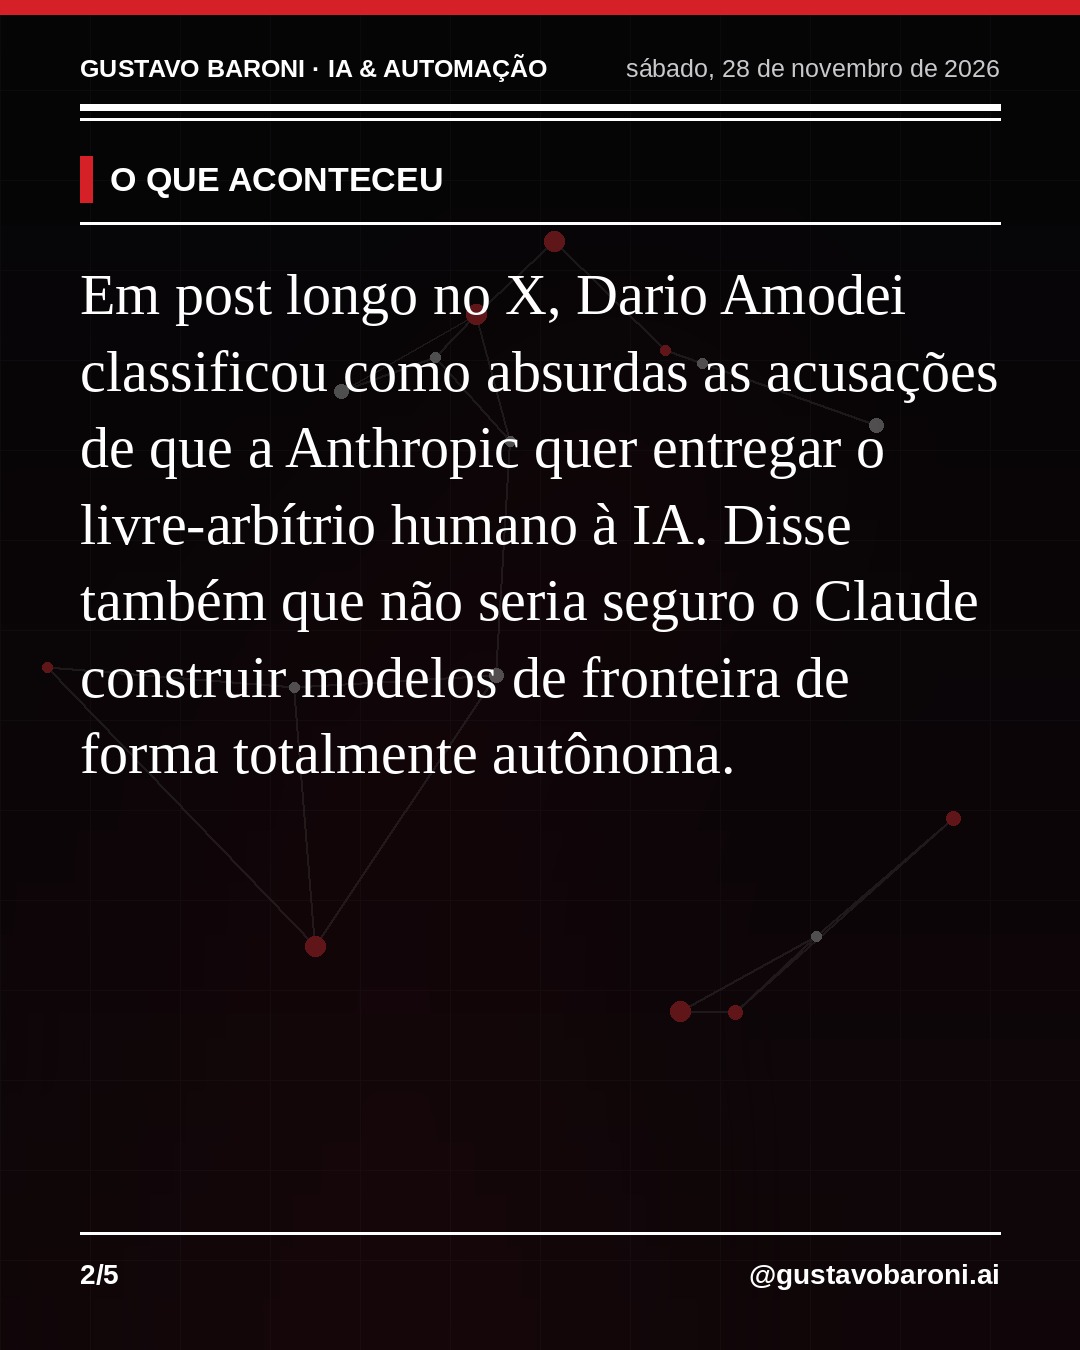 GUSTAVO BARONI · IA & AUTOMAÇÃO
sábado, 28 de novembro de 2026
O QUE ACONTECEU
Em post longo no X, Dario Amodei
classificou como absurdas as acusações
de que a Anthropic quer entregar o
livre-arbítrio humano à IA. Disse
também que não seria seguro o Claude
construir modelos de fronteira de
forma totalmente autônoma.
2/5
@gustavobaroni.ai